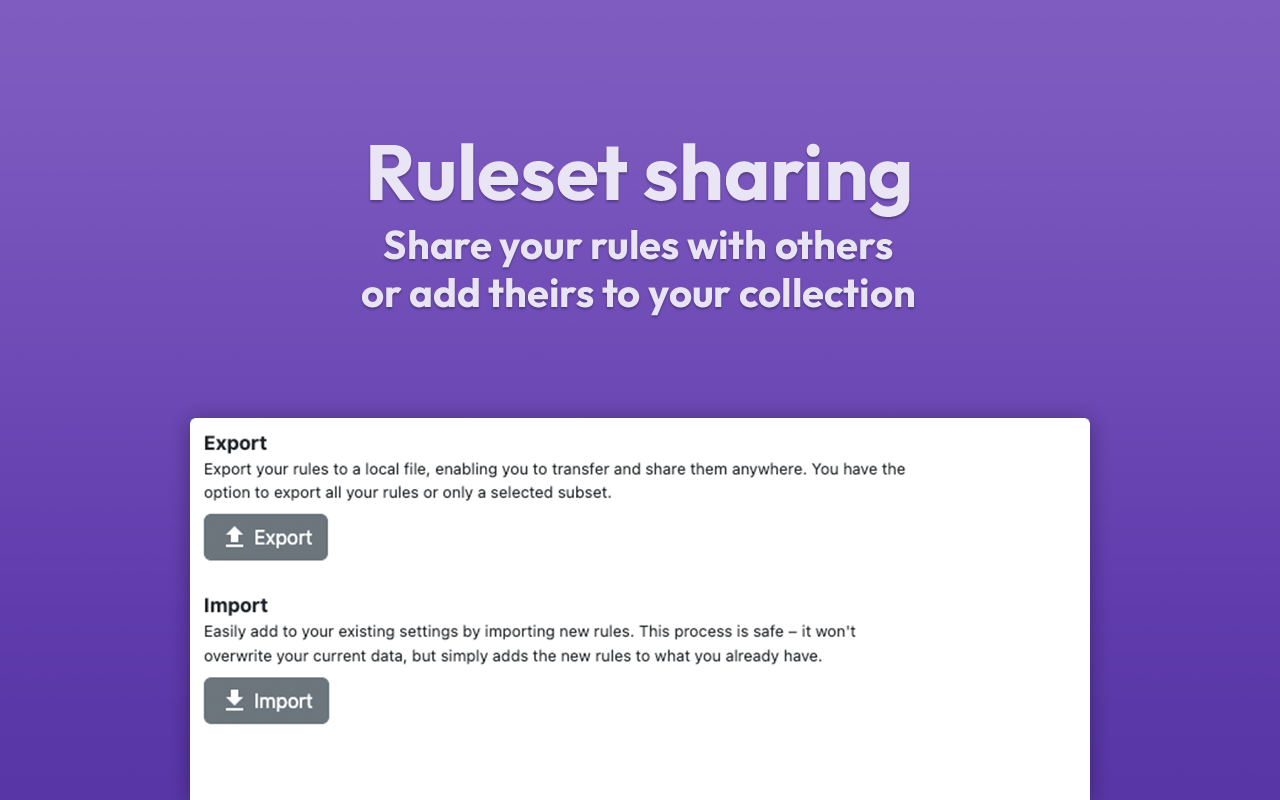 Ruleset sharing
Share your rules with others
or add theirs to your collection
Export
Export your rules to a local file, enabling you to transfer and share them anywhere. You have the
option to export all your rules or only a selected subset.
Export
Import
Easily add to your existing settings by importing new rules. This process is safe – it won't
overwrite your current data, but simply adds the new rules to what you already have.
Import